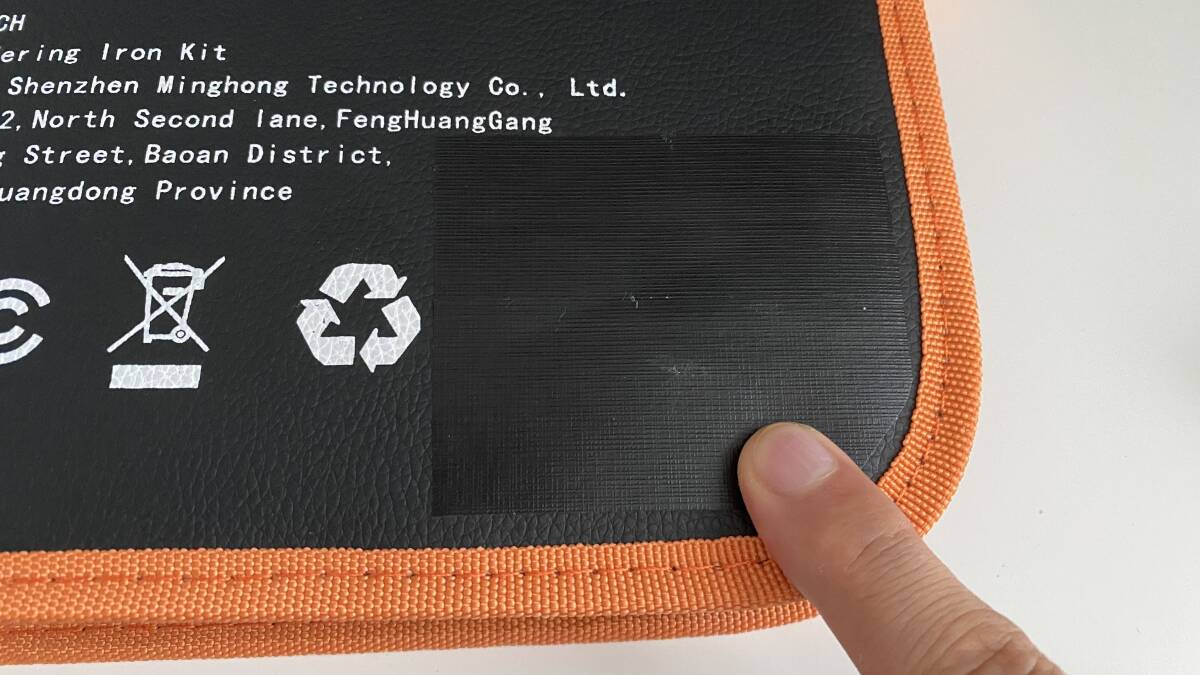 CH
ering Iron Kit
Shenzhen Minghong Technology Co., Ltd.
2,North Second lane,FengHuangGang
g Street,Baoan District,
uangdong Province